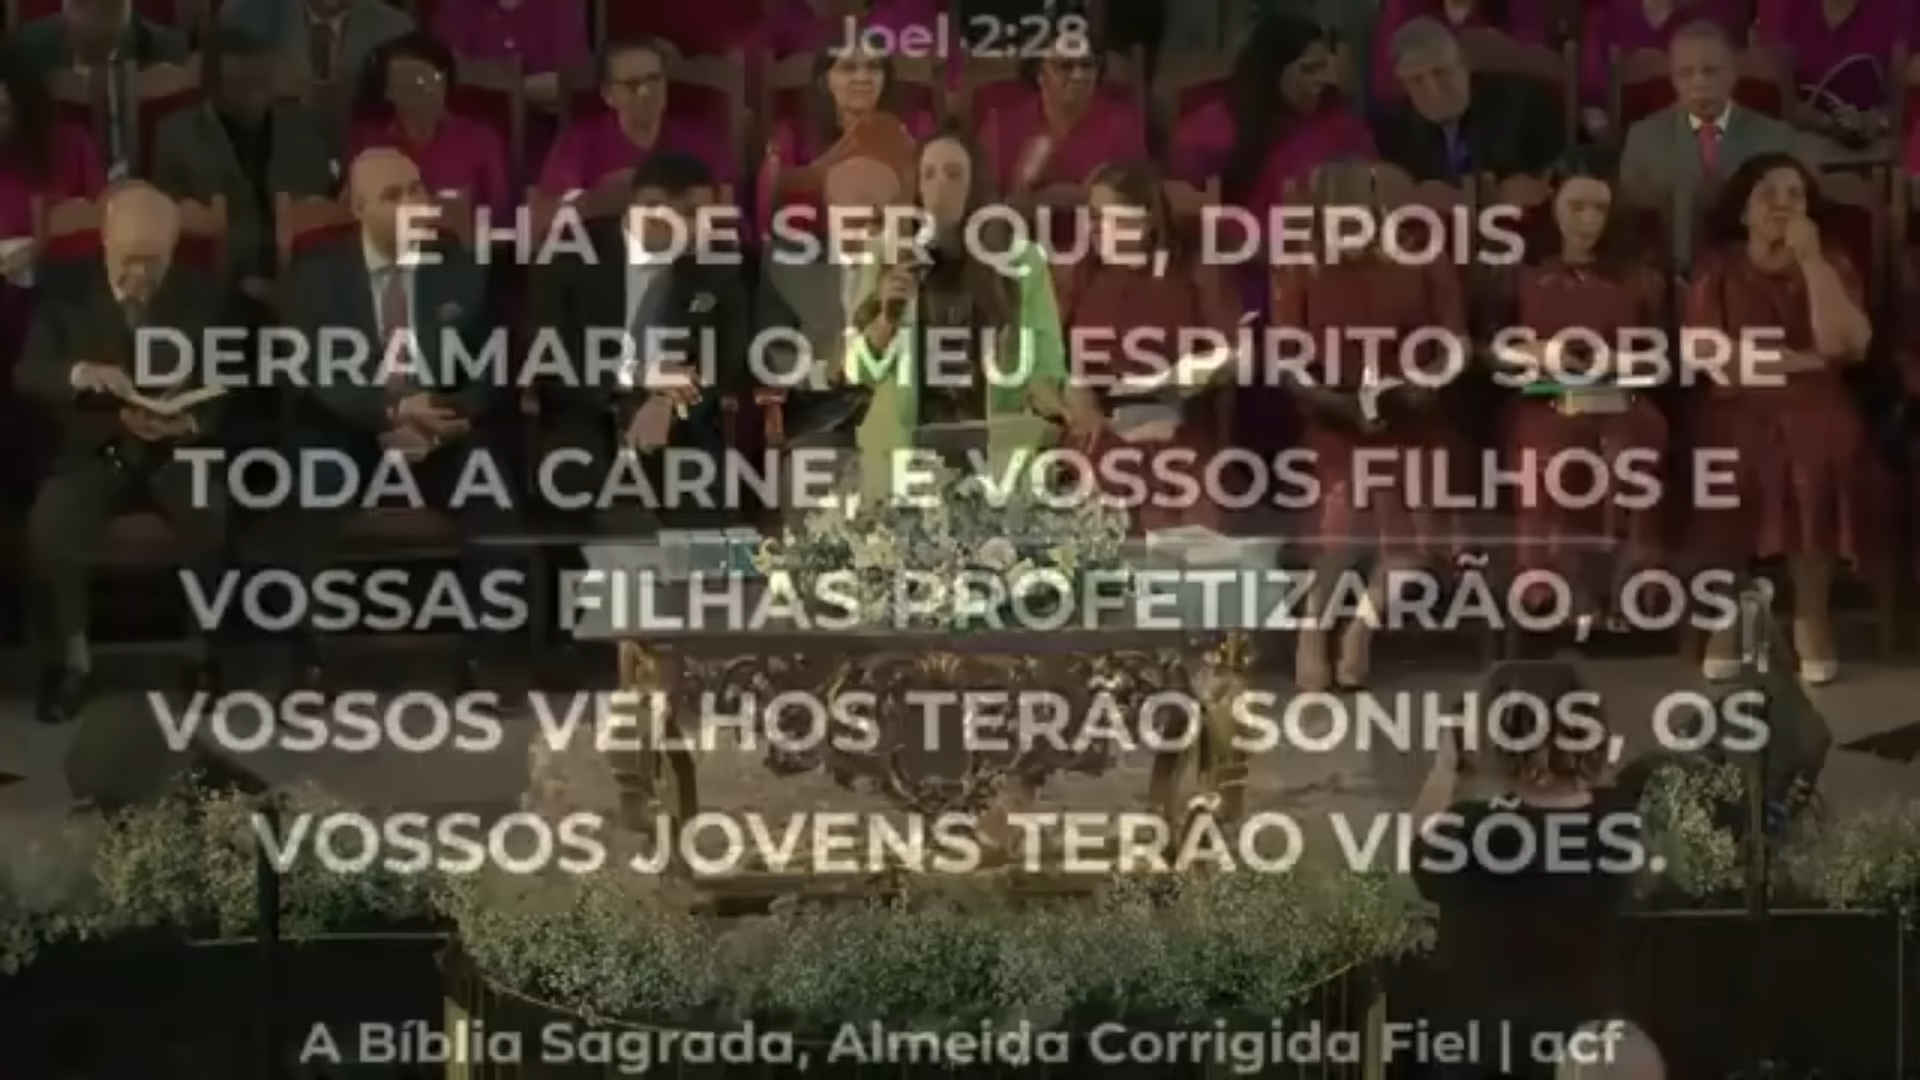 Joel 2:28
E HÁ DE SER QUE, DEPOIS
DERRAMAREI O MEU ESPÍRITO SOBRE
TODA A CARNE, E VOSSOS FILHOS E
VOSSAS FILHAS PROFETIZARÃO, OS
VOSSOS VELHOS TERÃO SONHOS, OS
VOSSOS JOVENS TERÃO VISÕES.
A Bíblia Sagrada, Almeida Corrigida Fiel | acf